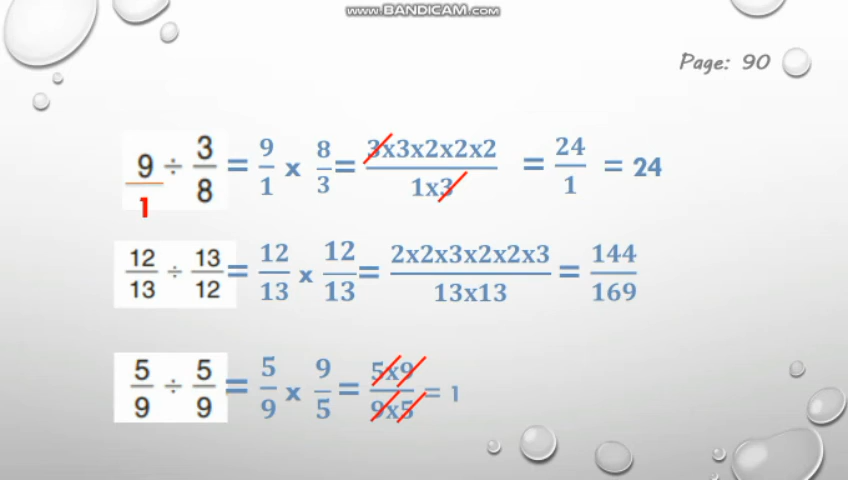 www.BANDICAM.com
Page: 90
9/1 ÷ 3/8 = 9/1 x 8/3 = 3x3x2x2x2/1x3 = 24/1 = 24
12/13 ÷ 13/12 = 12/13 x 12/13 = 2x2x3x2x2x3/13x13 = 144/169
5/9 ÷ 5/9 = 5/9 x 9/5 = 5x9/9x5 = 1